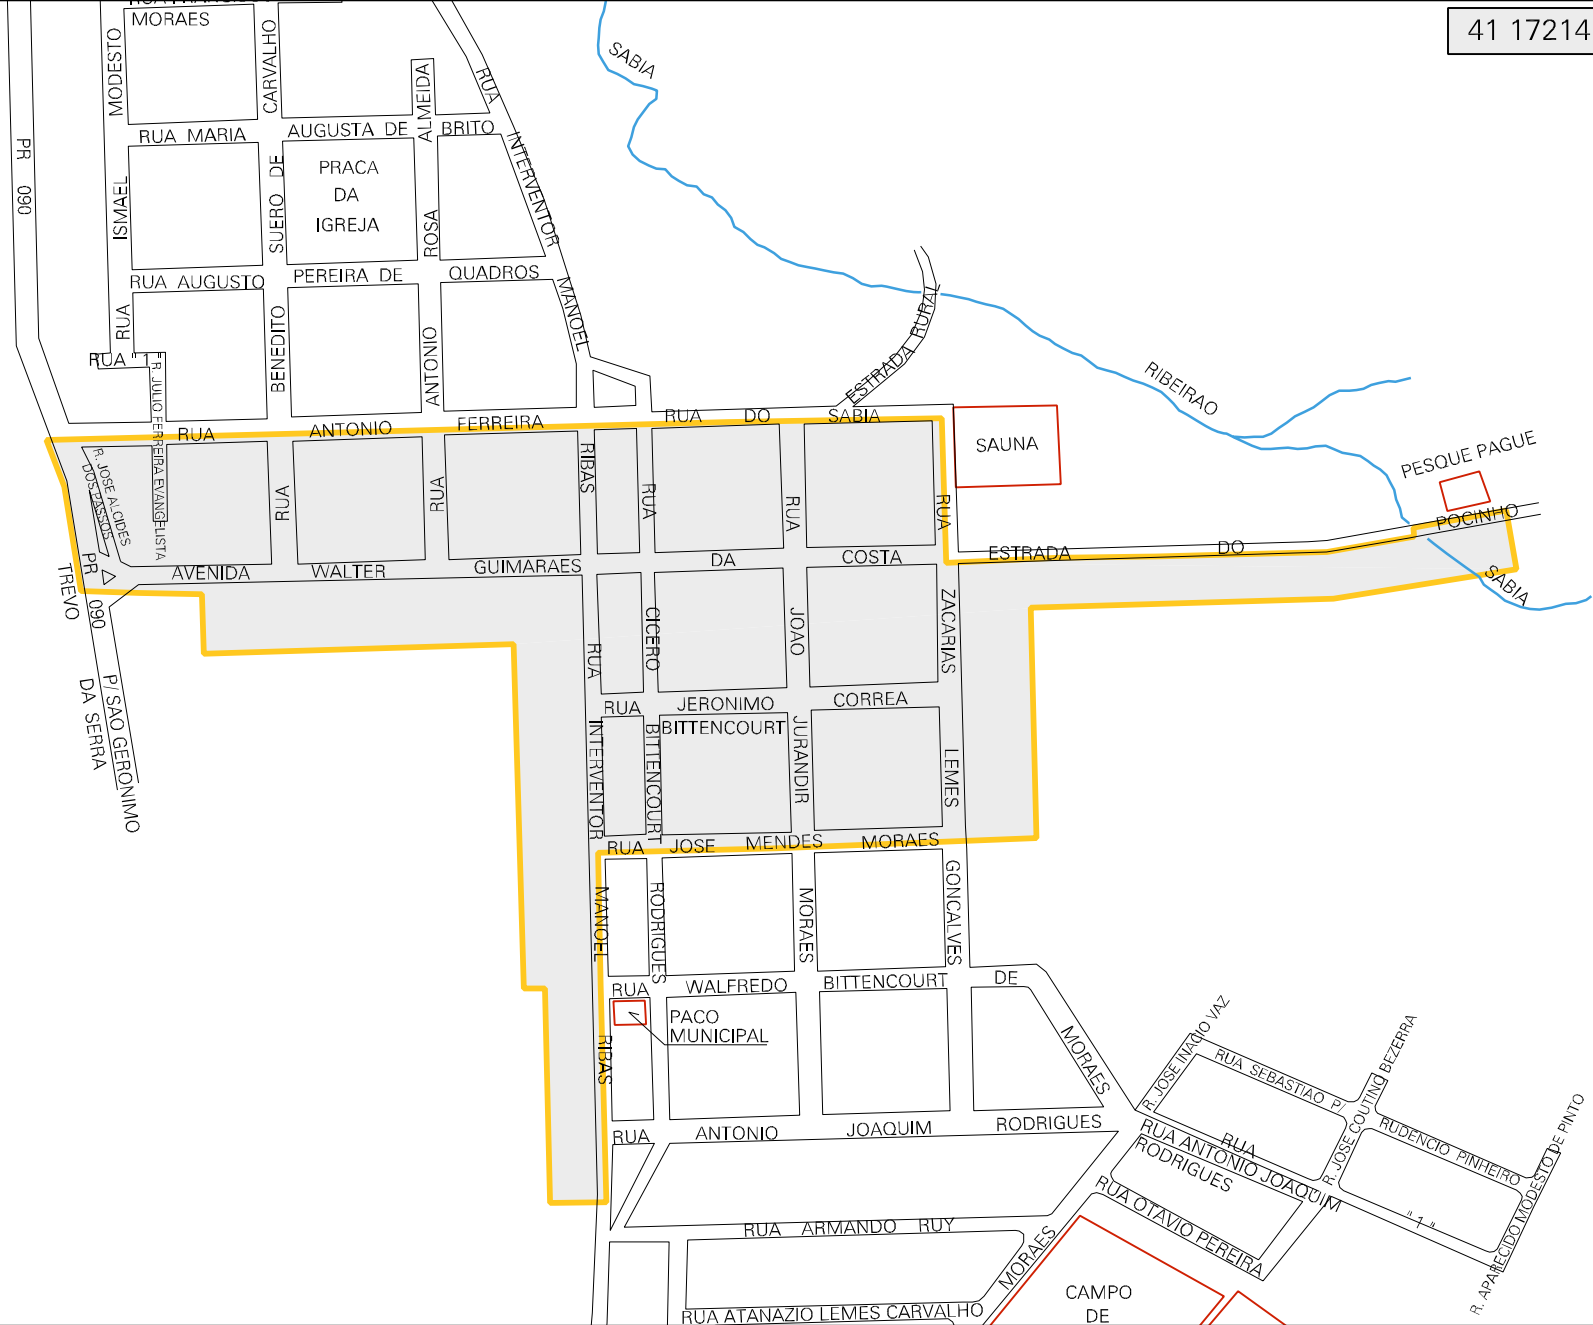 MORAES
41 17214
MODESTO
CARVALHO
ALMEIDA
RUA
SABIA
PR 090
RUA MARIA AUGUSTA DE BRITO
PRACA
DA
IGREJA
ISMAEL
SUERO DE
ROSA
INTERVENTOR
RUA AUGUSTO PEREIRA DE QUADROS
RUA
BENEDITO
ANTONIO
MANOEL
ESTRADA RURAL
RUA "1"
R. JULIO FERREIRA EVANGELISTA
RIBEIRAO
RUA ANTONIO FERREIRA
RUA DO SABIA
SAUNA
PESQUE PAGUE
R. JOSE ALCIDES
DOS PASSOS
RUA
RUA
RIBAS
RUA
RUA
RUA
ESTRADA DO POCINHO
SABIA
PR 090
TREVO
AVENIDA WALTER GUIMARAES DA COSTA
P/ SAO GERONIMO
DA SERRA
RUA
CICERO
JOAO
ZACARIAS
RUA JERONIMO CORREA
BITTENCOURT
INTERVENTOR
BITTENCOURT
JURANDIR
LEMES
RUA JOSE MENDES MORAES
MANOEL
RODRIGUES
MORAES
GONCALVES
RUA WALFREDO BITTENCOURT DE
MORAES
PACO
MUNICIPAL
RIBAS
RUA ANTONIO JOAQUIM RODRIGUES
R. JOSE INACIO VAZ
RUA SEBASTIAO P/
RUDENCIO PINHEIRO
R. JOSE COUTINO BEZERRA
R. APARECIDO MODESTO DE PINTO
RUA "1"
RUA ANTONIO JOAQUIM
RODRIGUES
RUA OTAVIO PEREIRA
RUA ARMANDO RUY
MORAES
RUA ATANAZIO LEMES CARVALHO
CAMPO
DE